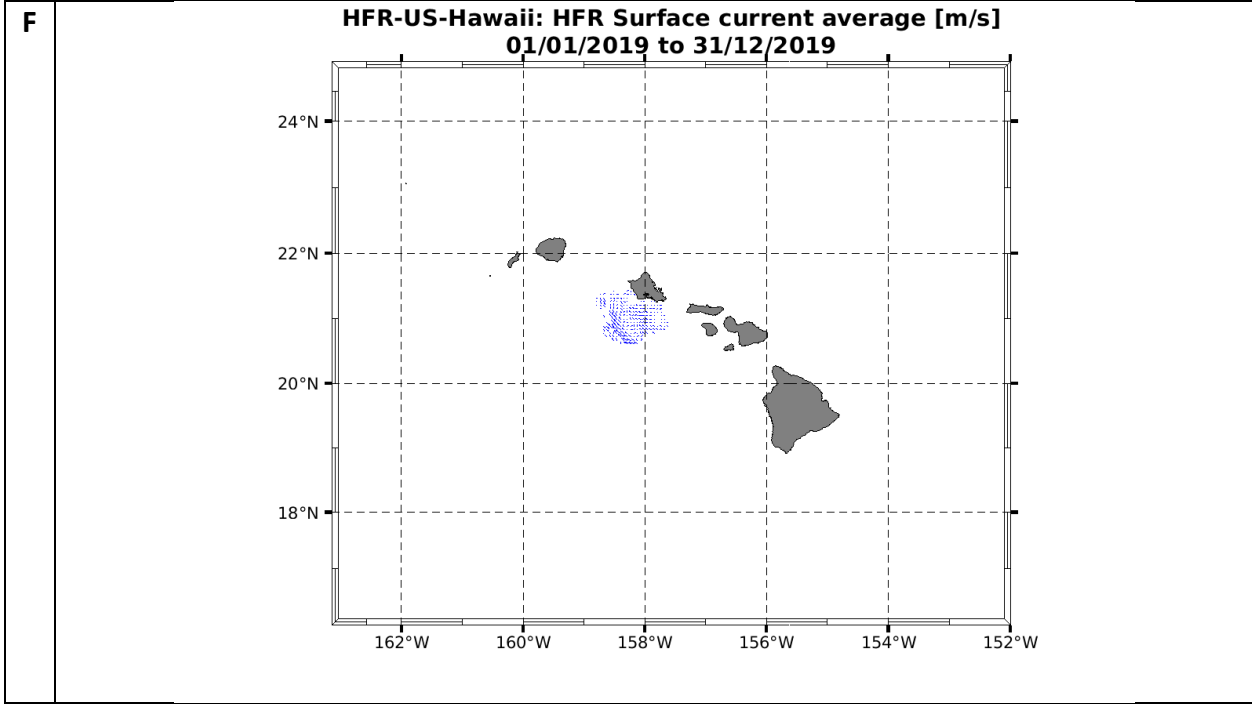 F
HFR-US-Hawaii: HFR Surface current average [m/s]
01/01/2019 to 31/12/2019
24°N
22°N
20°N
18°N
162°W 160°W 158°W 156°W 154°W 152°W